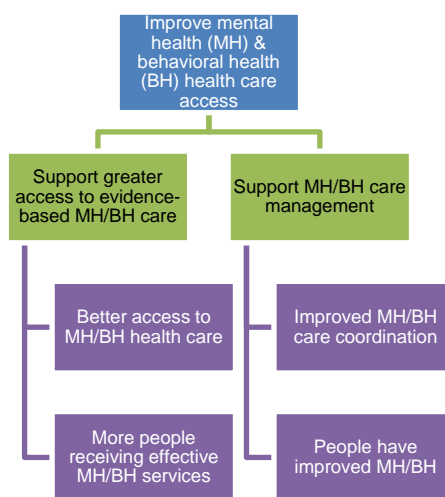 Improve mental
health (MH) &
behavioral health
(BH) health care
access
Support greater
access to evidence-
based MH/BH care
Support MH/BH care
management
Better access to
MH/BH health care
Improved MH/BH
care coordination
More people
receiving effective
MH/BH services
People have
improved MH/BH